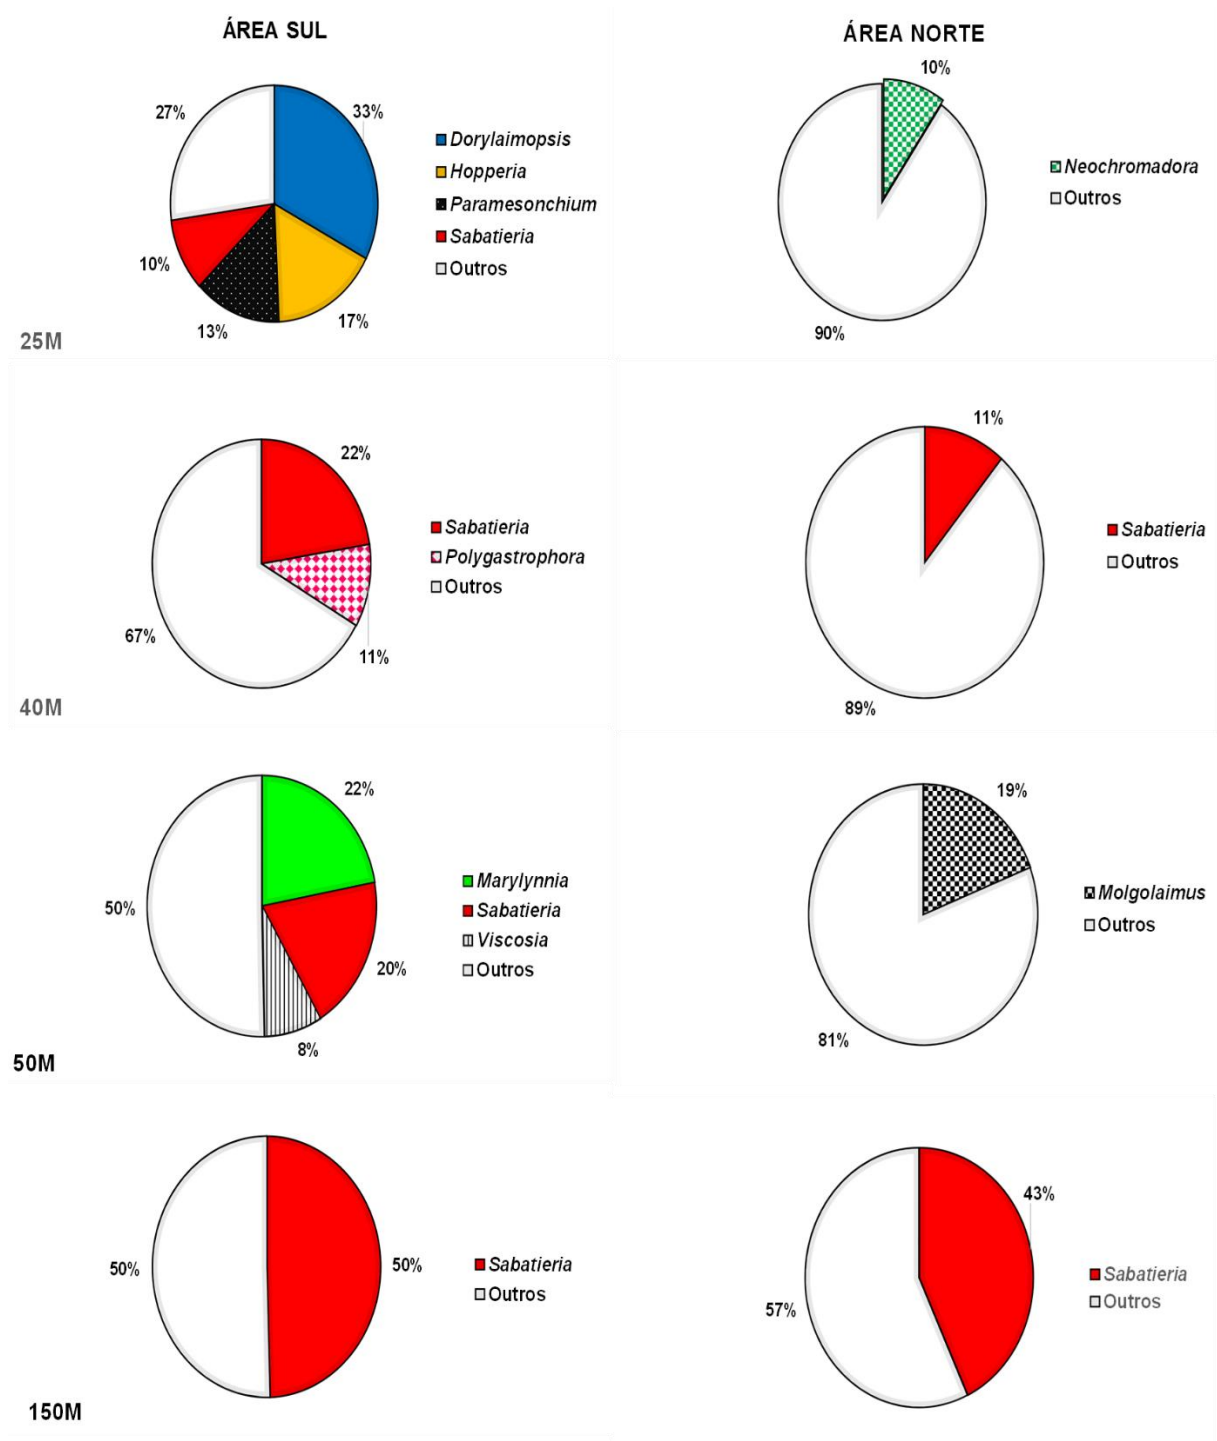 ÁREA SUL
ÁREA NORTE
27%
33%
10%
13%
17%
Dorylaimopsis
Hopperia
Paramesonchium
Sabatieria
Outros
25M
10%
90%
Neochromadora
Outros
22%
67%
11%
Sabatieria
Polygastrophora
Outros
40M
11%
89%
Sabatieria
Outros
22%
50%
20%
8%
Marylynnia
Sabatieria
Viscosia
Outros
50M
19%
81%
Molgolaimus
Outros
50%
50%
Sabatieria
Outros
150M
43%
57%
Sabatieria
Outros